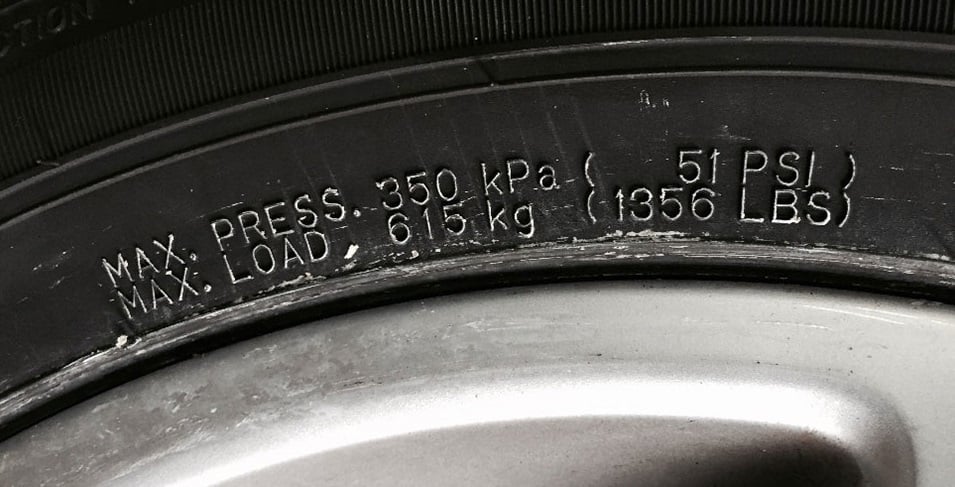 MAX. PRESS. 350 kPa ( 51 PSI )
MAX. LOAD 615 kg ( 1356 LBS )